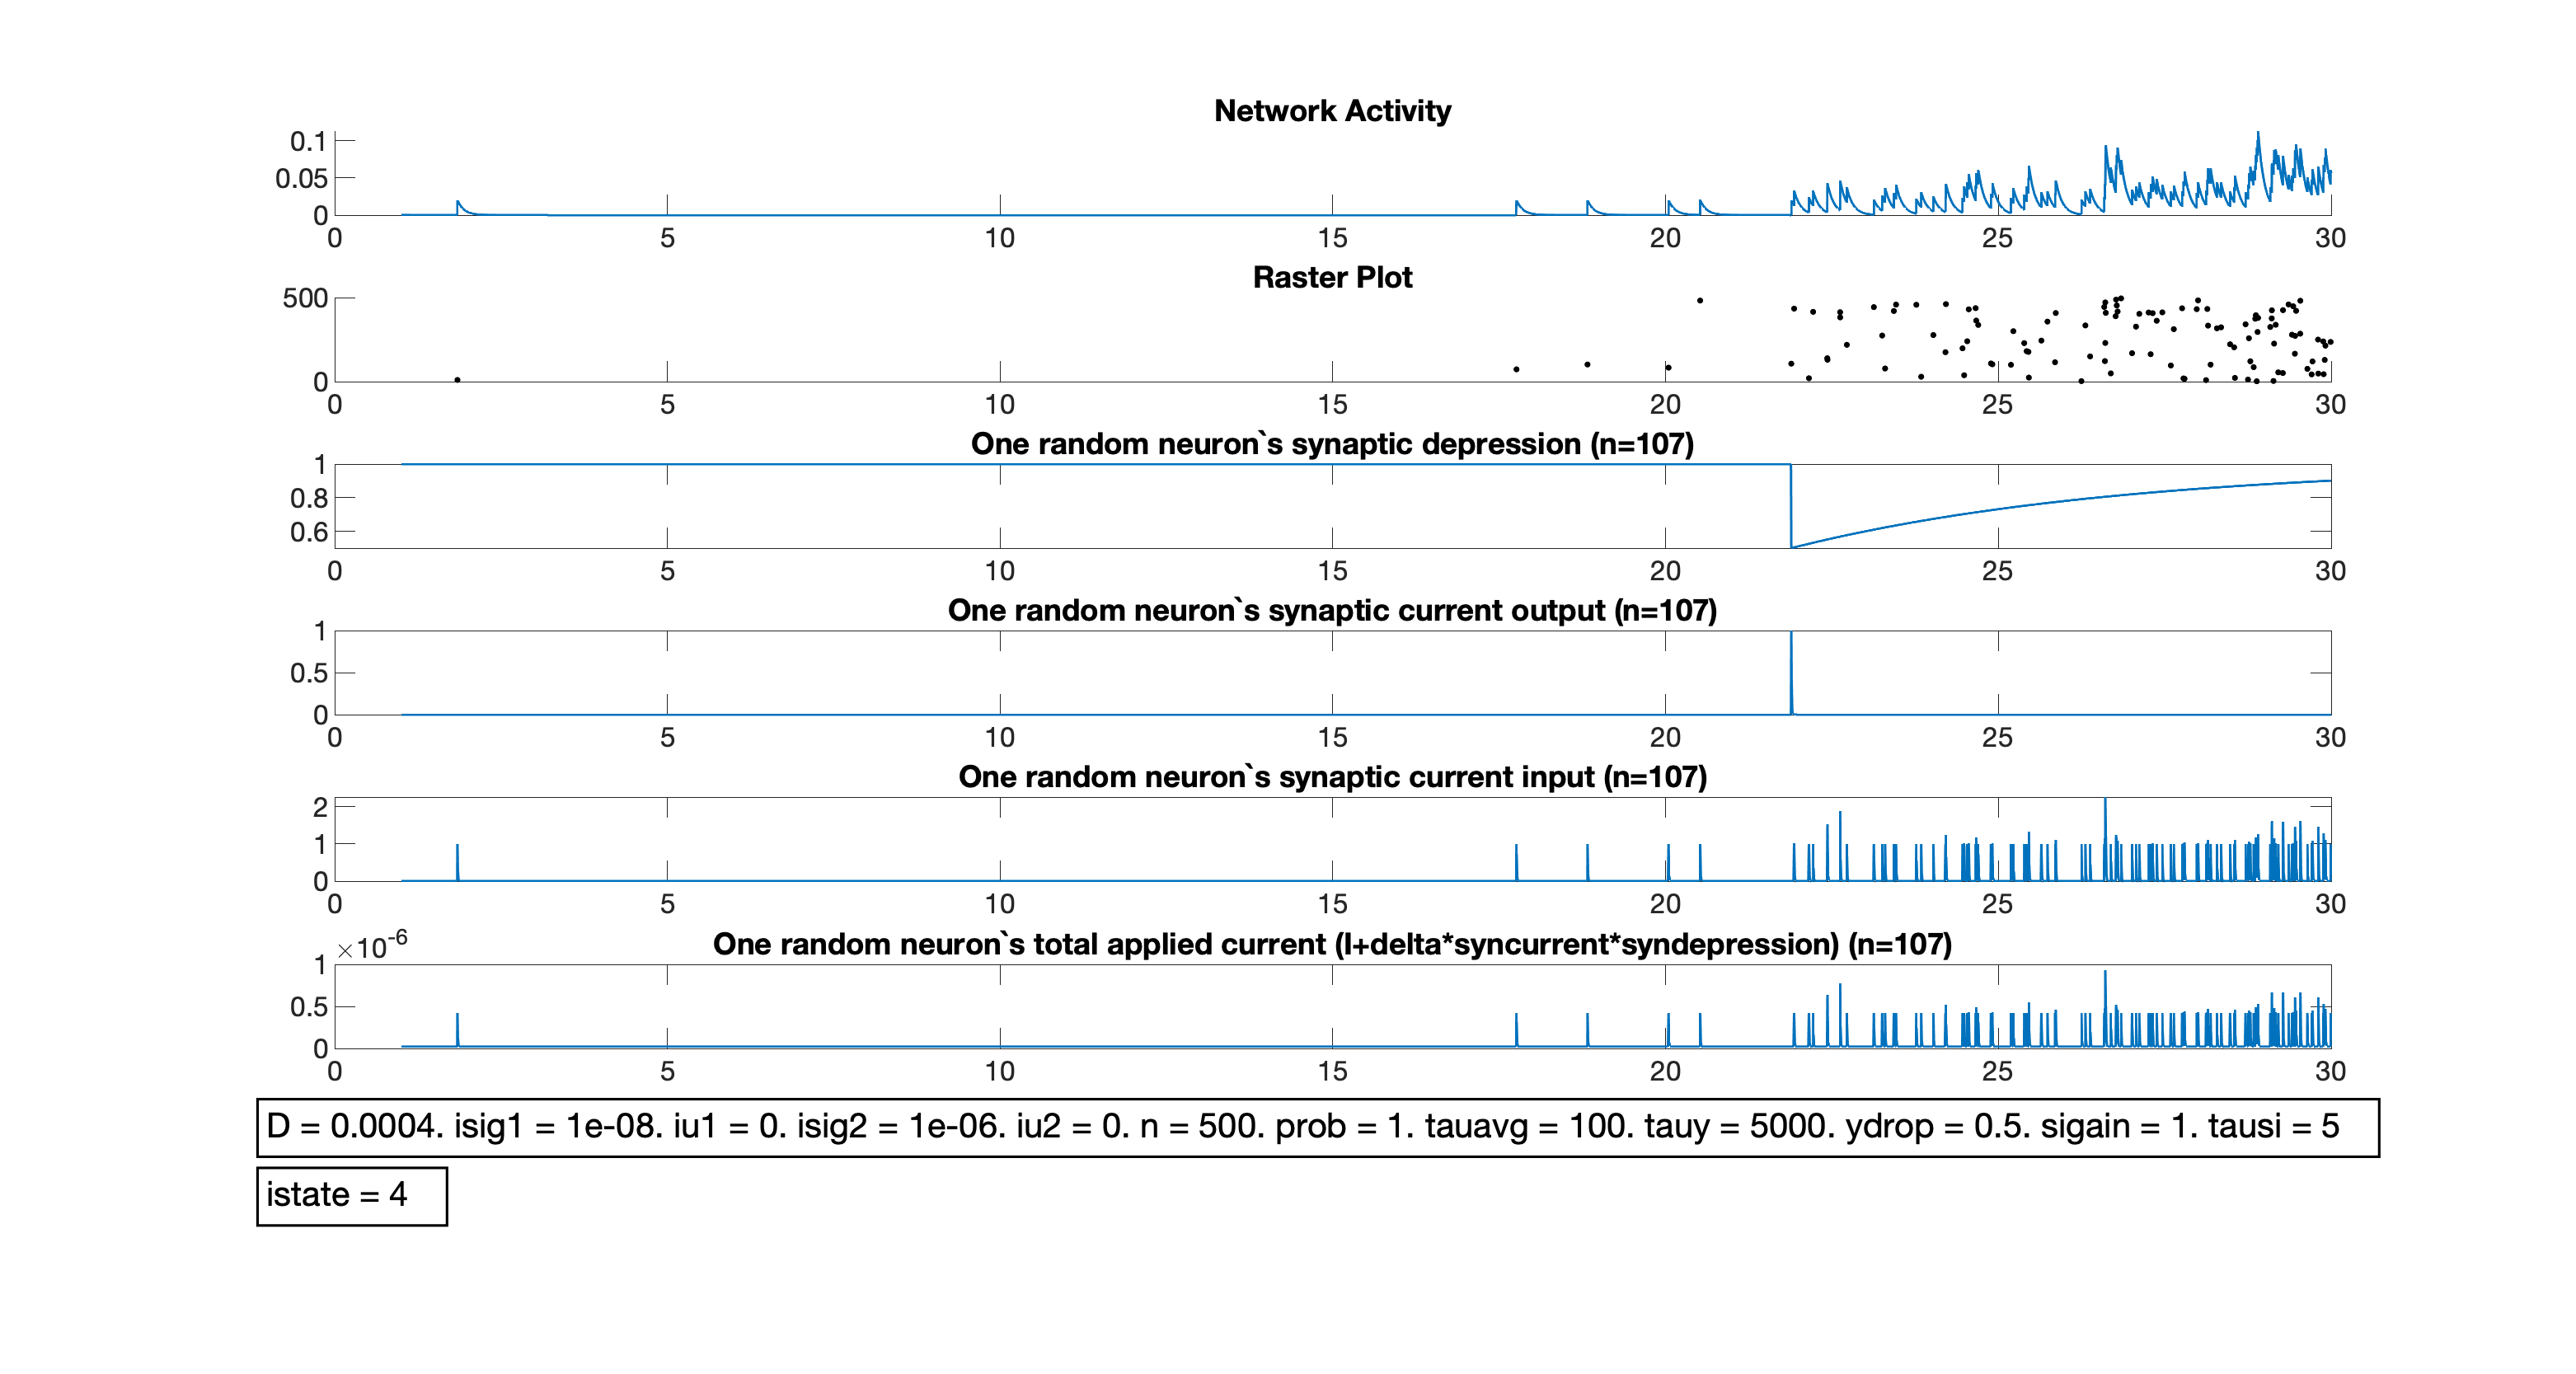 Network Activity
0.1
0.05
0
0 5 10 15 20 25 30
Raster Plot
500
0
0 5 10 15 20 25 30
One random neuron`s synaptic depression (n=107)
1
0.8
0.6
0 5 10 15 20 25 30
One random neuron`s synaptic current output (n=107)
1
0.5
0
0 5 10 15 20 25 30
One random neuron`s synaptic current input (n=107)
2
1
0
0 5 10 15 20 25 30
×10-6
One random neuron`s total applied current (I+delta*syncurrent*syndepression) (n=107)
1
0.5
0
0 5 10 15 20 25 30
D = 0.0004. isig1 = 1e-08. iu1 = 0. isig2 = 1e-06. iu2 = 0. n = 500. prob = 1. tauavg = 100. tauy = 5000. ydrop = 0.5. sigain = 1. tausi = 5
istate = 4